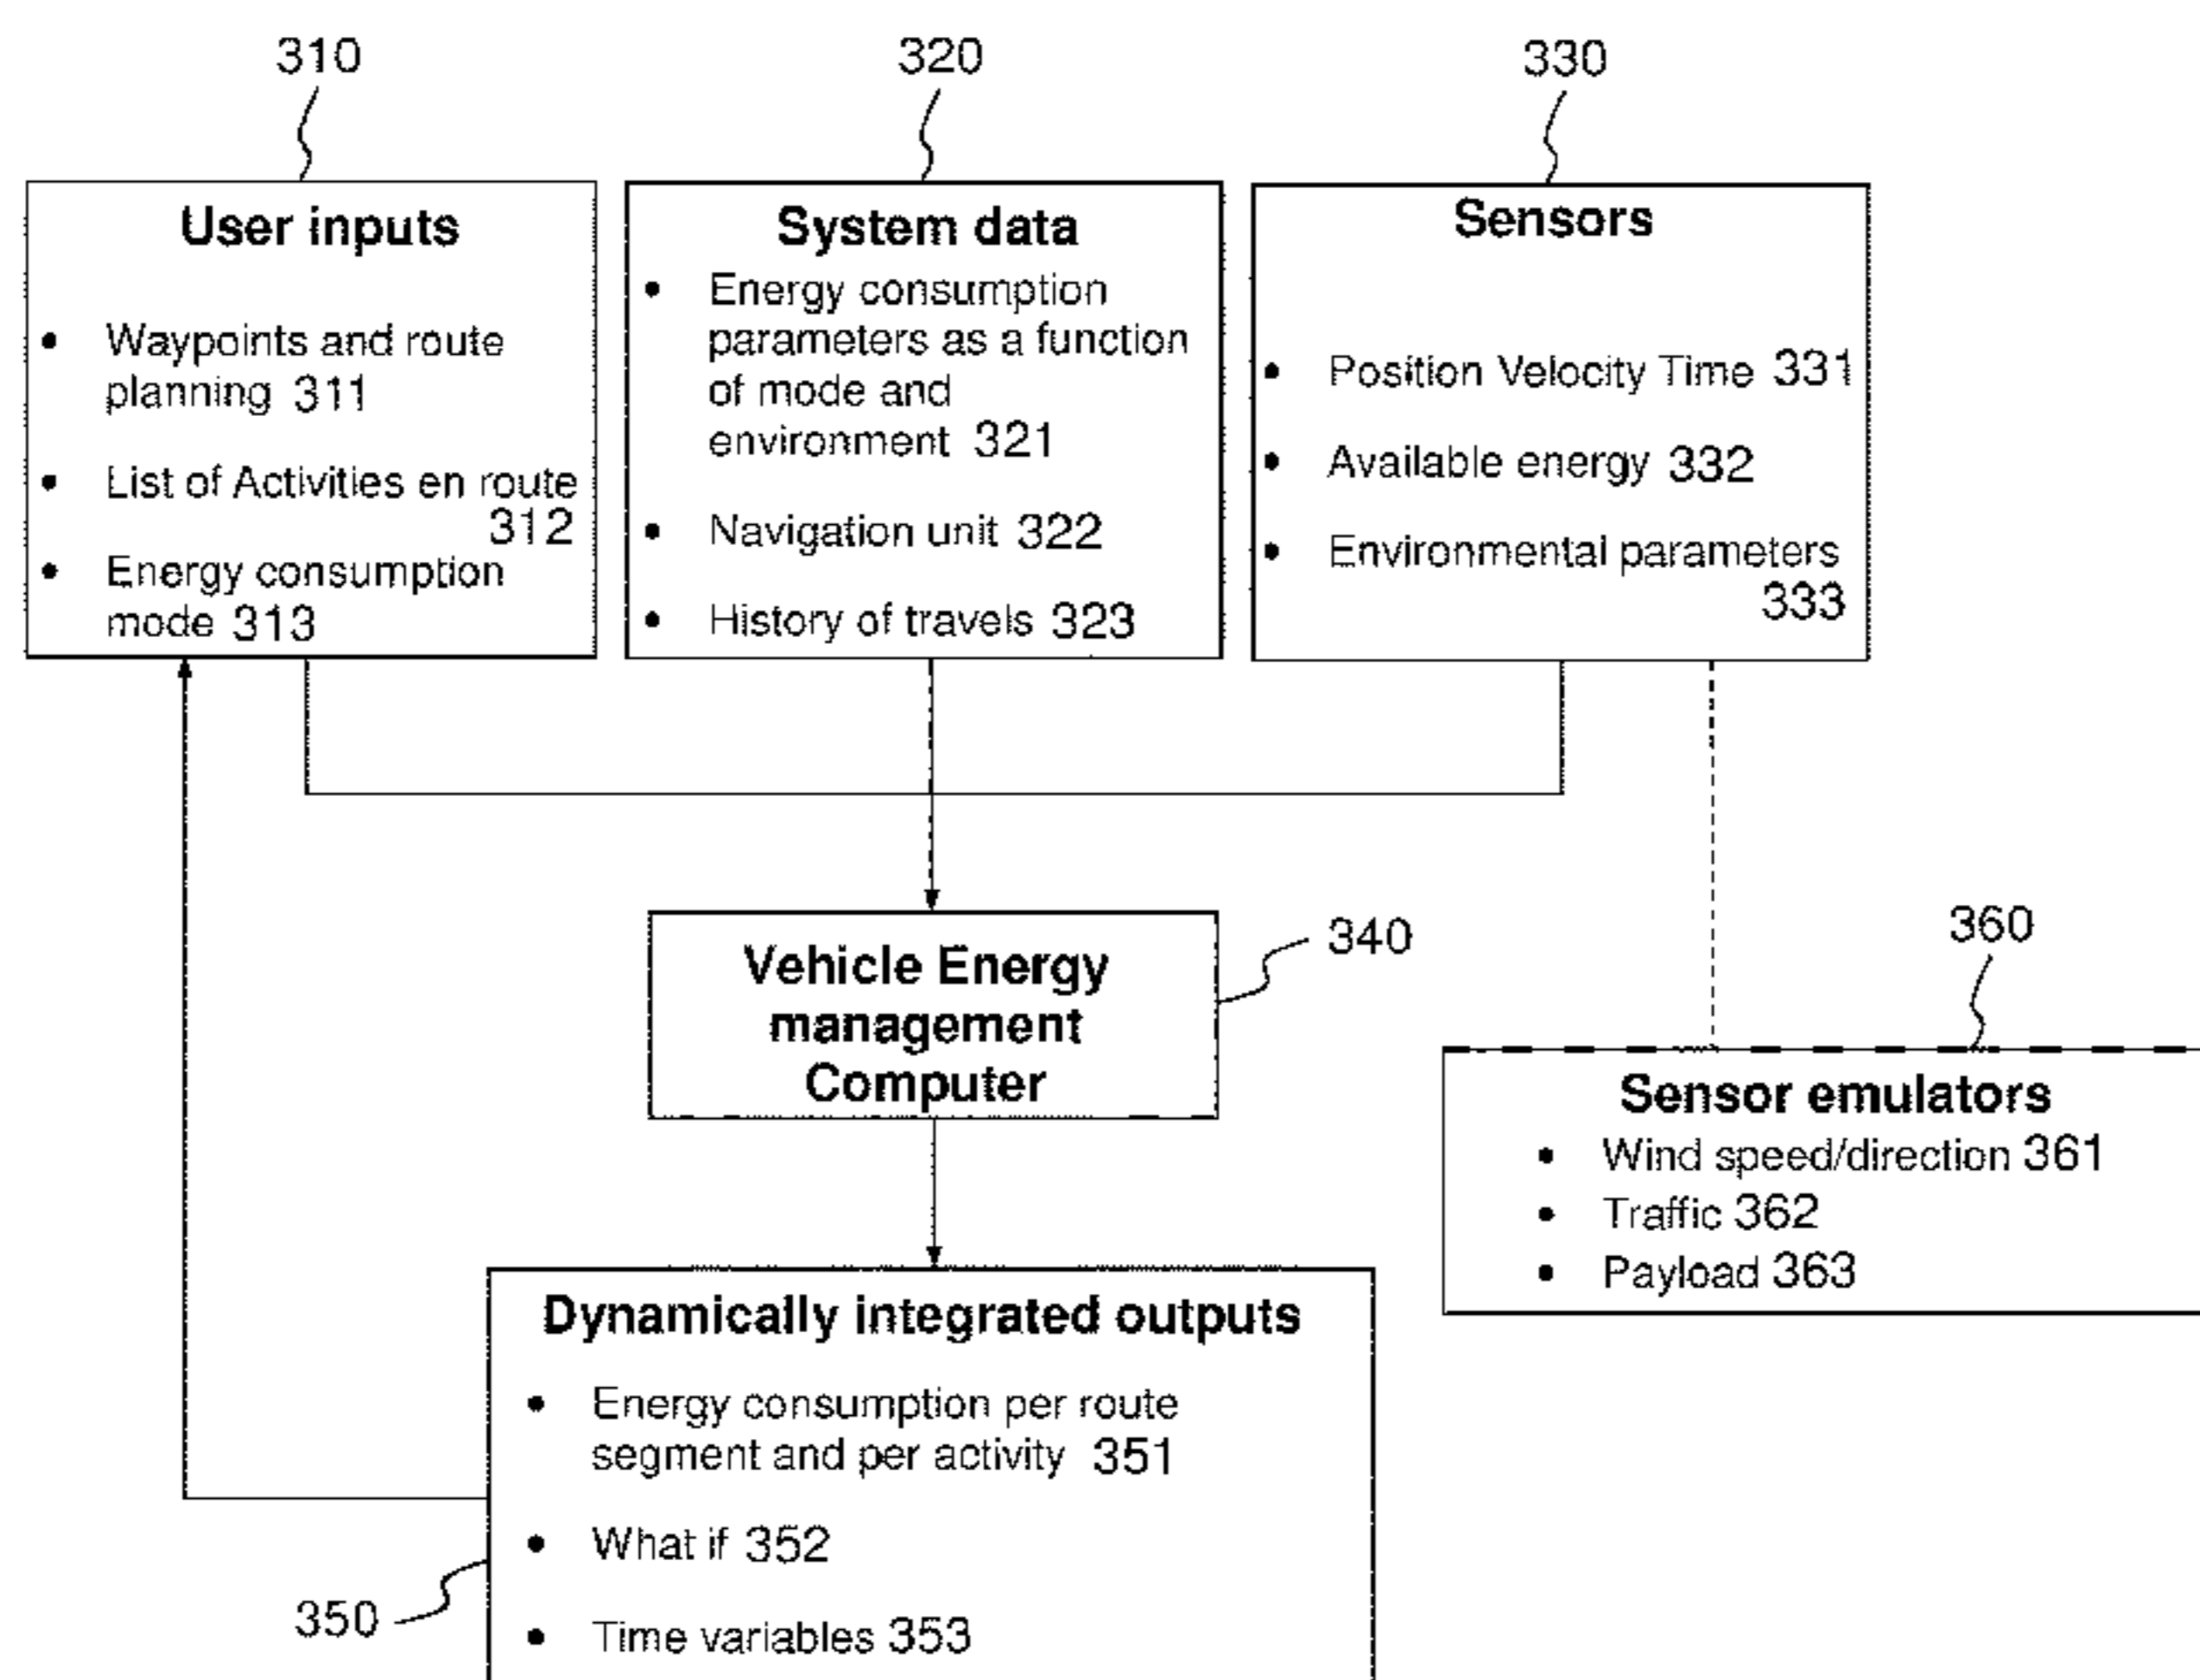 310
320
330
User inputs
• Waypoints and route
planning 311
• List of Activities en route
312
• Energy consumption
mode 313
System data
• Energy consumption
parameters as a function
of mode and
environment 321
• Navigation unit 322
• History of travels 323
Sensors
• Position Velocity Time 331
• Available energy 332
• Environmental parameters
333
Vehicle Energy
management
Computer
340
360
Sensor emulators
• Wind speed/direction 361
• Traffic 362
• Payload 363
Dynamically integrated outputs
• Energy consumption per route
segment and per activity 351
• What if 352
• Time variables 353
350